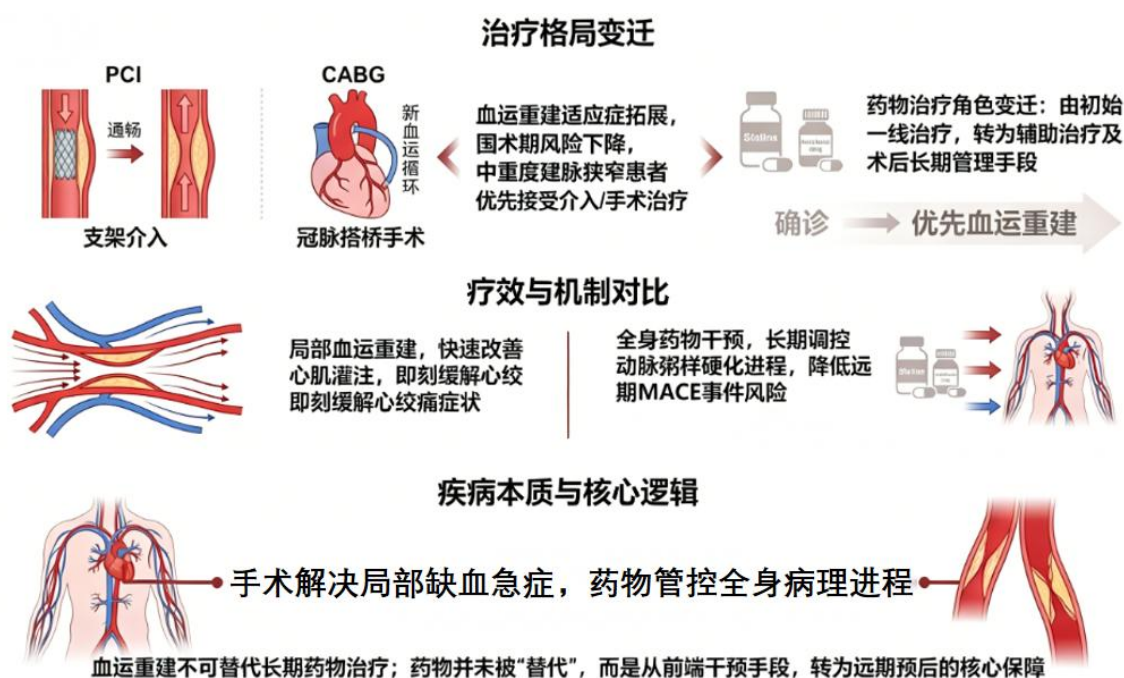 治疗格局变迁
PCI
通畅
支架介入
CABG
新血运循环
冠脉搭桥手术
血运重建适应症拓展，
围术期风险下降，
中重度建脉狭窄患者
优先接受介入/手术治疗
Statins
药物治疗角色变迁：由初始
一线治疗，转为辅助治疗及
术后长期管理手段
确诊
优先血运重建
疗效与机制对比
局部血运重建，快速改善
心肌灌注，即刻缓解心绞
即刻缓解心绞痛症状
全身药物干预，长期调控
动脉粥样硬化进程，降低远
期MACE事件风险
疾病本质与核心逻辑
手术解决局部缺血急症，药物管控全身病理进程
血运重建不可替代长期药物治疗；药物并未被“替代”，而是从前端干预手段，转为远期预后的核心保障